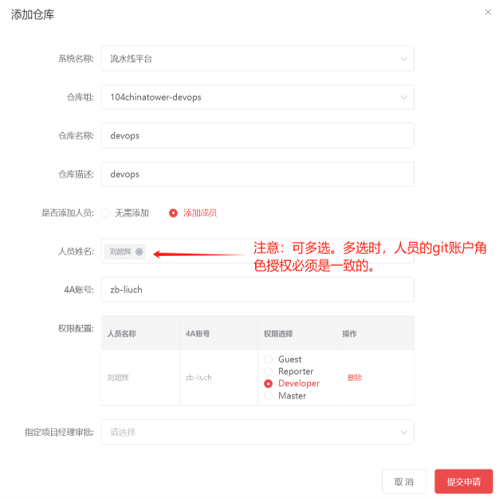 添加仓库
系统名称: 流水线平台
仓库组: 104chinatower-devops
仓库名称: devops
仓库描述: devops
是否添加人员: 无需添加 添加成员
人员姓名: 刘超辉
注意：可多选。多选时，人员的git账户角
色授权必须是一致的。
4A账号: zb-liuch
权限配置: 人员名称 4A账号 权限选择 操作
Guest
Reporter
刘超辉 zb-liuch Developer 删除
Master
指定项目经理审批: 请选择
取消 提交申请